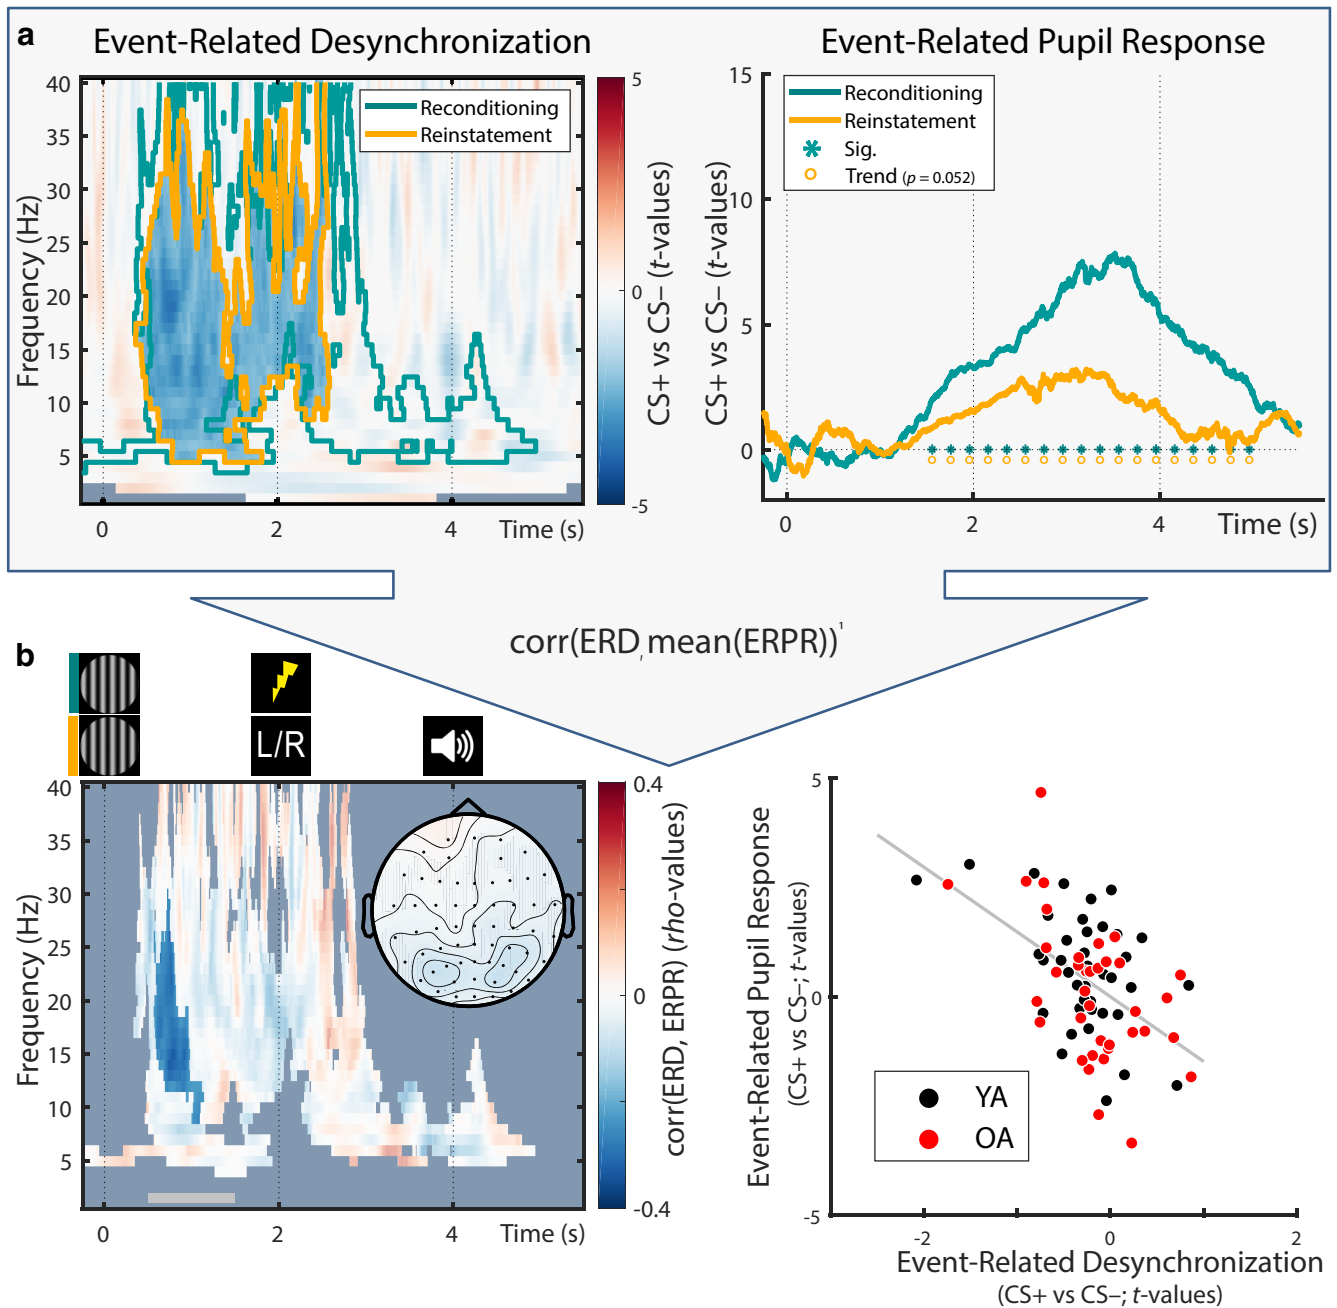 a
Event-Related Desynchronization
Event-Related Pupil Response
40
35
30
25
20
15
10
5
Frequency (Hz)
0
2
4
Time (s)
Reconditioning
Reinstatement
5
0
-5
CS+ vs CS– (t-values)
15
10
5
0
CS+ vs CS– (t-values)
Reconditioning
Reinstatement
Sig.
Trend (p = 0.052)
0
2
4
Time (s)
corr(ERD, mean(ERPR))¹
b
L/R
40
35
30
25
20
15
10
5
Frequency (Hz)
0
2
4
Time (s)
0.4
0
-0.4
corr(ERD, ERPR) (rho-values)
5
0
-5
Event-Related Pupil Response
(CS+ vs CS–; t-values)
YA
OA
-2
0
2
Event-Related Desynchronization
(CS+ vs CS–; t-values)